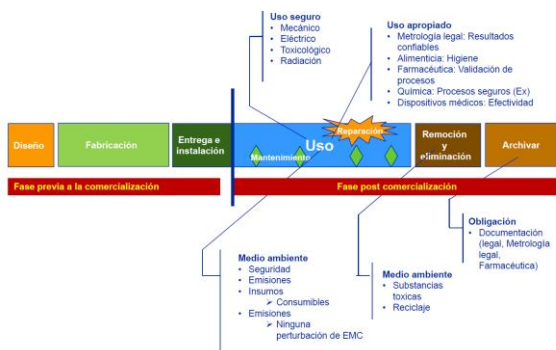 Uso seguro
• Mecánico
• Eléctrico
• Toxicológico
• Radiación
Uso apropiado
• Metrología legal: Resultados
confiables
• Alimenticia: Higiene
• Farmacéutica: Validación de
procesos
• Química: Procesos seguros (Ex)
• Dispositivos médicos: Efectividad
Diseño
Fabricación
Entrega e
instalación
Uso
Mantenimiento
Reparación
Remoción
y
eliminación
Archivar
Fase previa a la comercialización
Fase post comercialización
Medio ambiente
• Seguridad
• Emisiones
• Insumos
➢ Consumibles
• Emisiones
➢ Ninguna
perturbación de EMC
Medio ambiente
• Substancias
toxicas
• Reciclaje
Obligación
• Documentación
(legal, Metrología
legal,
Farmacéutica)